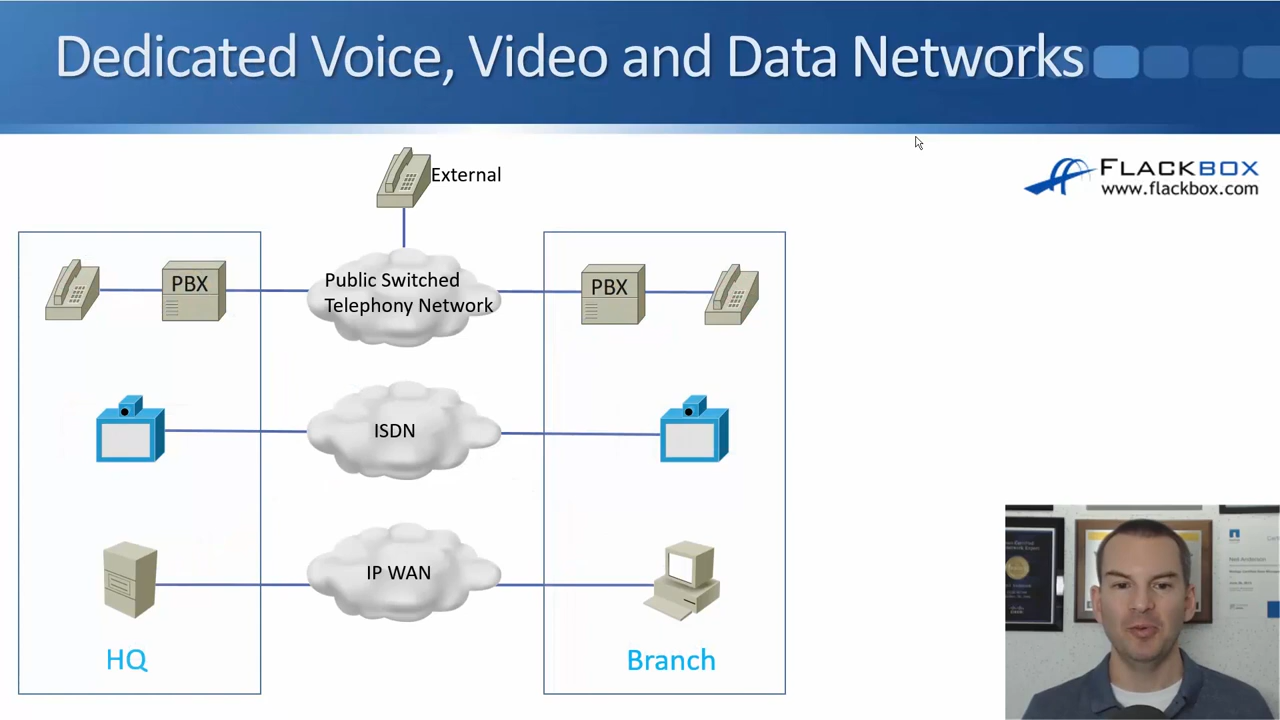 Dedicated Voice, Video and Data Networks
External
FLACKBOX
www.flackbox.com
PBX
Public Switched
Telephony Network
PBX
ISDN
IP WAN
HQ
Branch